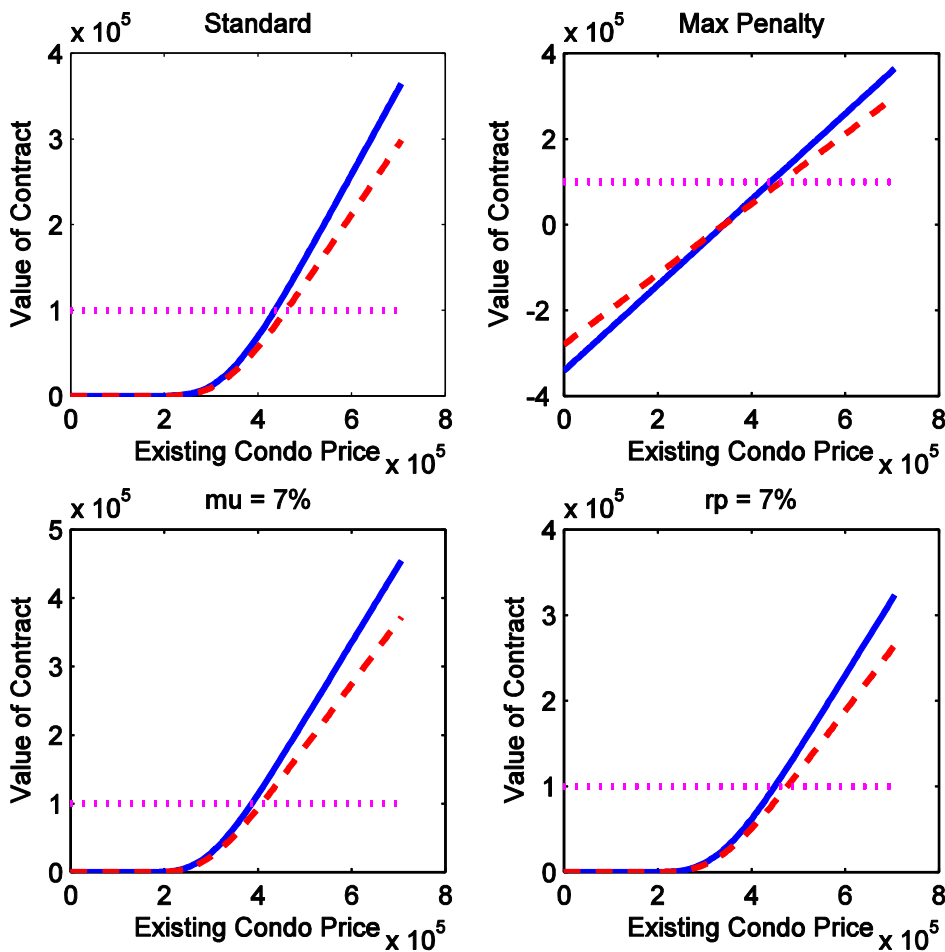 x 10^5
Standard
4
3
2
1
0
Value of Contract
0 2 4 6 8
Existing Condo Price
x 10^5
x 10^5
Max Penalty
4
2
0
-2
-4
Value of Contract
0 2 4 6 8
Existing Condo Price
x 10^5
x 10^5
mu = 7%
5
4
3
2
1
0
Value of Contract
0 2 4 6 8
Existing Condo Price
x 10^5
x 10^5
rp = 7%
4
3
2
1
0
Value of Contract
0 2 4 6 8
Existing Condo Price
x 10^5